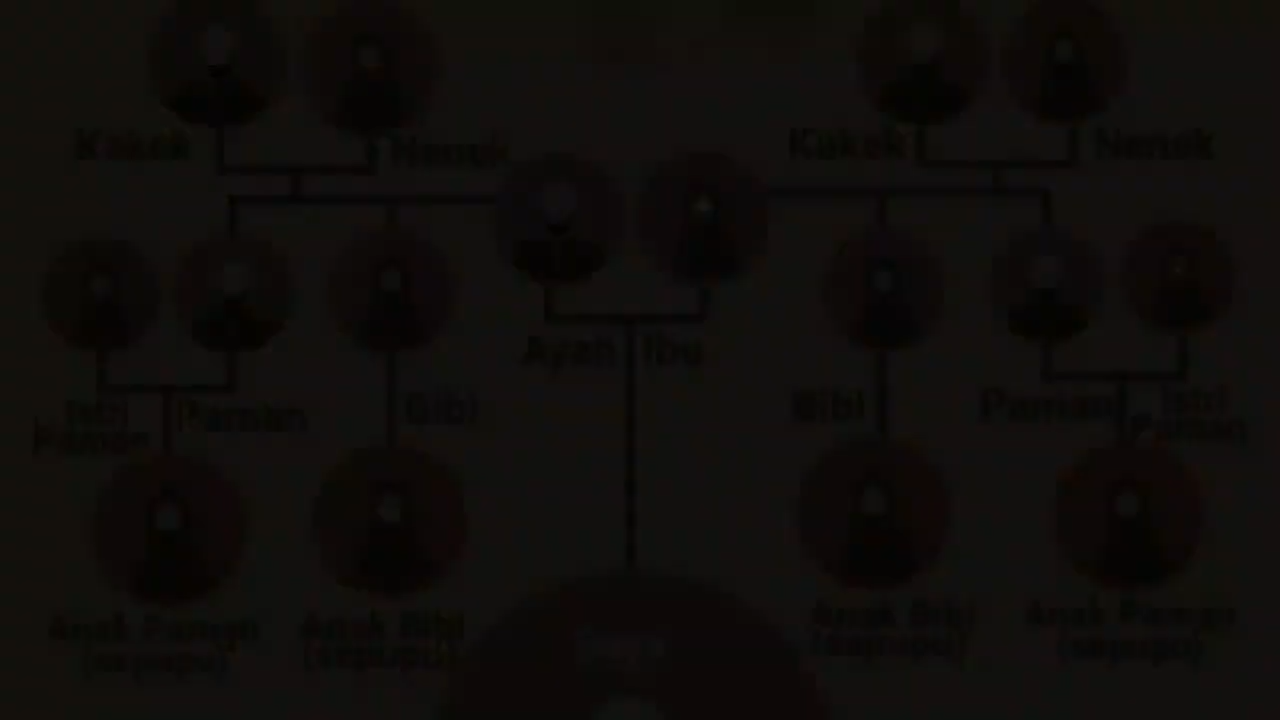 Kakek
Nenek
Kakek
Nenek
Ayah
Ibu
Paman
Bibi
Bibi
Paman
Istri
Paman
Istri
Paman
Anak Paman
(sepupu)
Anak Bibi
(sepupu)
Anak Bibi
(sepupu)
Anak Paman
(sepupu)